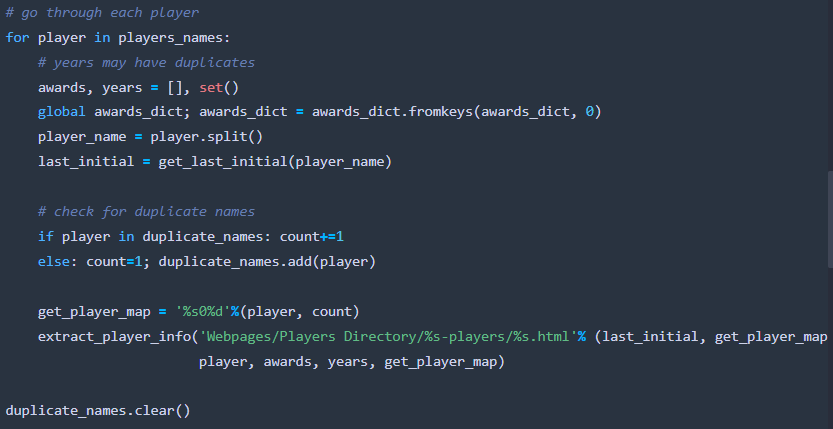 # go through each player
for player in players_names:
    # years may have duplicates
    awards, years = [], set()
    global awards_dict; awards_dict = awards_dict.fromkeys(awards_dict, 0)
    player_name = player.split()
    last_initial = get_last_initial(player_name)

    # check for duplicate names
    if player in duplicate_names: count+=1
    else: count=1; duplicate_names.add(player)

    get_player_map = '%s0%d'%(player, count)
    extract_player_info('Webpages/Players Directory/%s-players/%s.html'% (last_initial, get_player_map
                        player, awards, years, get_player_map)

duplicate_names.clear()